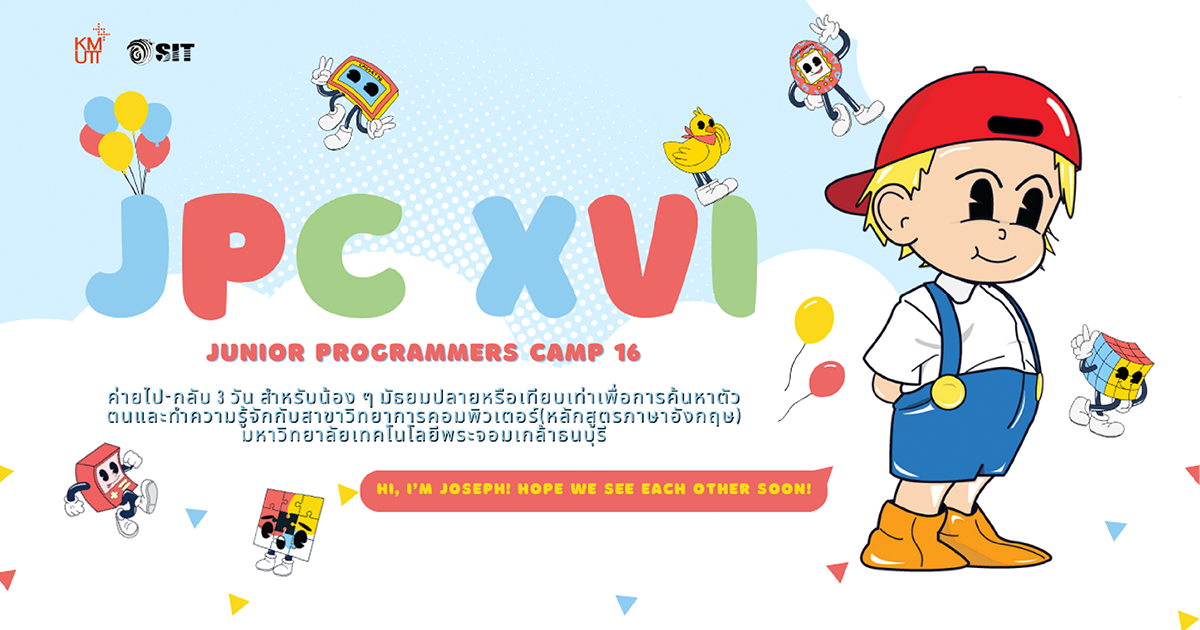 KM
UTT
SIT
CASSETTE
JPC XVI
JUNIOR PROGRAMMERS CAMP 16
ค่ายไป-กลับ 3 วัน สำหรับน้อง ๆ มัธยมปลายหรือเทียบเท่าเพื่อการค้นหาตัว
ตนและทำความรู้จักกับสาขาวิทยาการคอมพิวเตอร์(หลักสูตรภาษาอังกฤษ)
มหาวิทยาลัยเทคโนโลยีพระจอมเกล้าธนบุรี
HI, I'M JOSEPH! HOPE WE SEE EACH OTHER SOON!